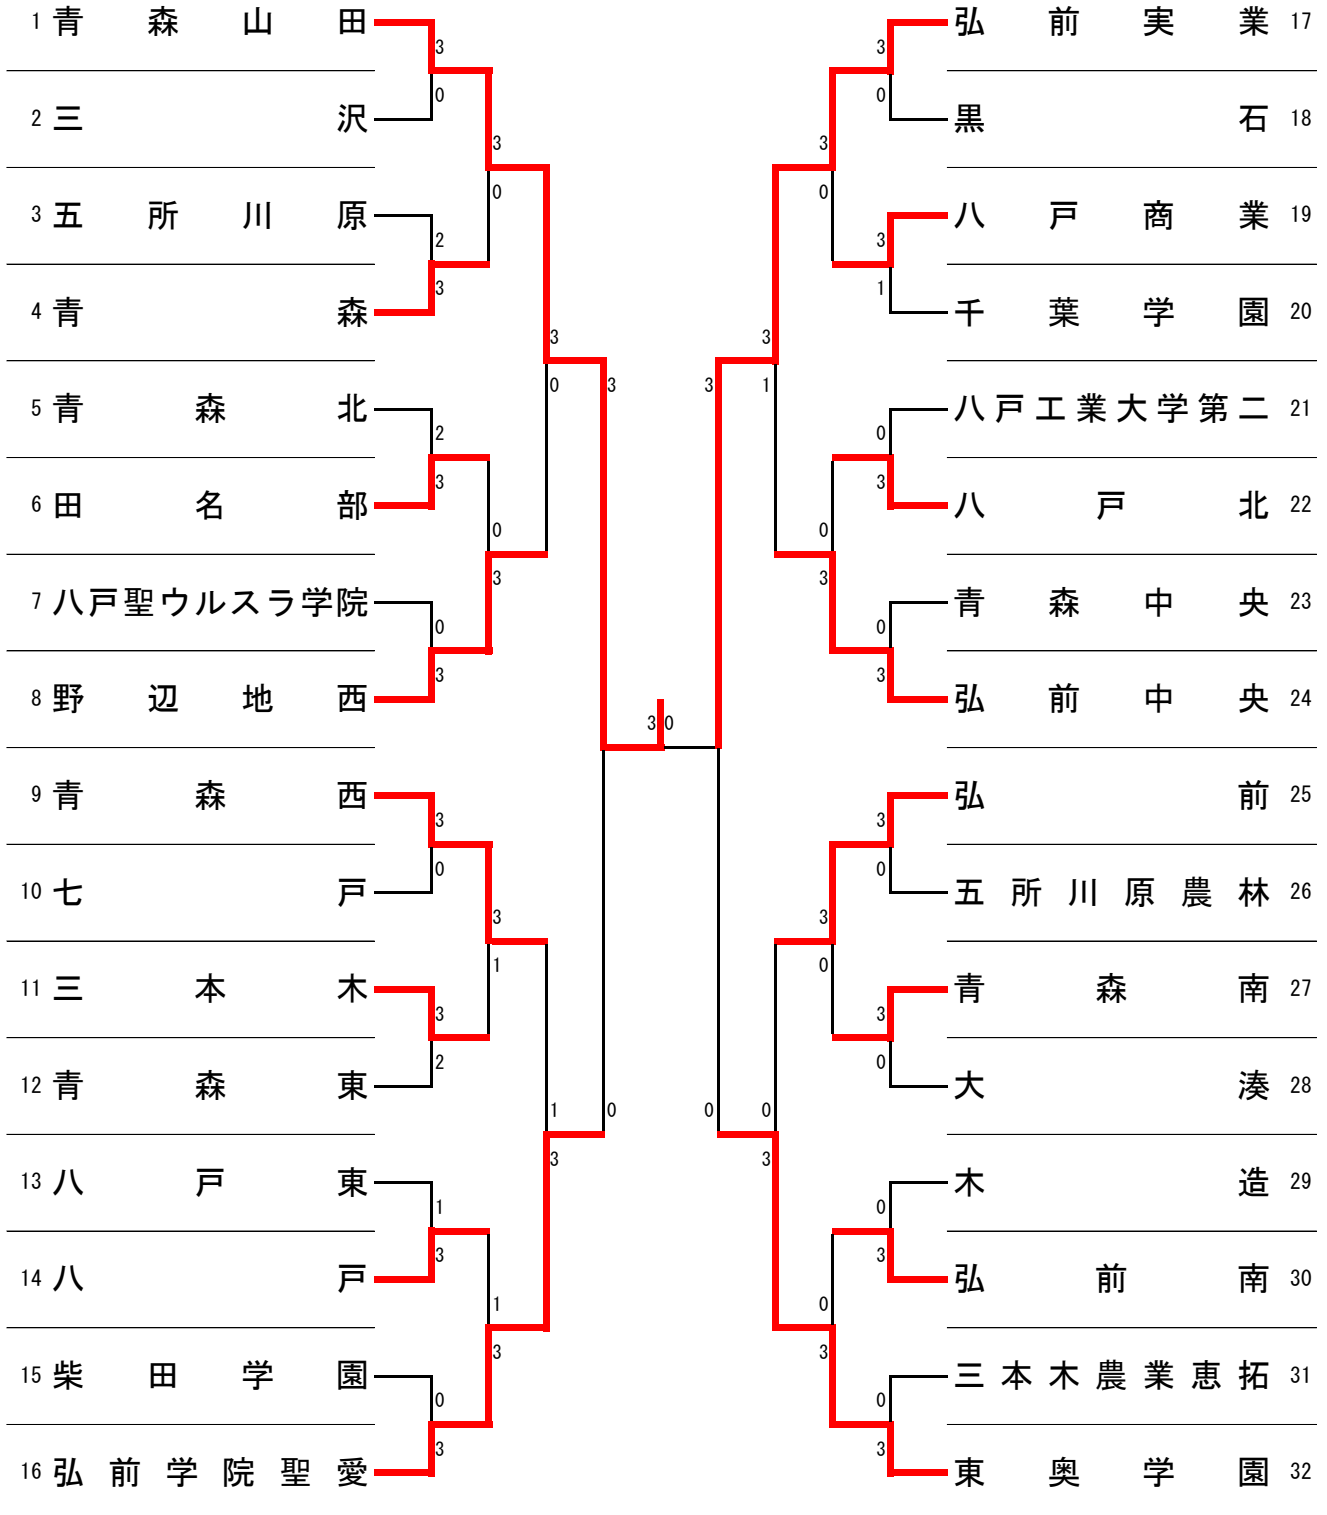 1 青森山田
3
0
2 三沢
3
0
3 五所川原
2
3
4 青森
3
0
5 青森北
2
3
6 田名部
0
3
7 八戸聖ウルスラ学院
0
3
8 野辺地西
3
0
9 青森西
3
0
10 七戸
3
1
11 三本木
3
2
12 青森東
1
3
13 八戸東
1
3
14 八戸
1
3
15 柴田学園
0
3
16 弘前学院聖愛
3 0
弘前実業 17
3
0
黒石 18
3
0
八戸商業 19
3
1
千葉学園 20
3
1
3
八戸工業大学第二 21
0
3
八戸北 22
0
3
青森中央 23
0
3
弘前中央 24
弘前 25
3
0
五所川原農林 26
3
0
青森南 27
3
0
大湊 28
0
0
3
木造 29
0
3
弘前南 30
0
3
三本木農業恵拓 31
0
3
東奥学園 32